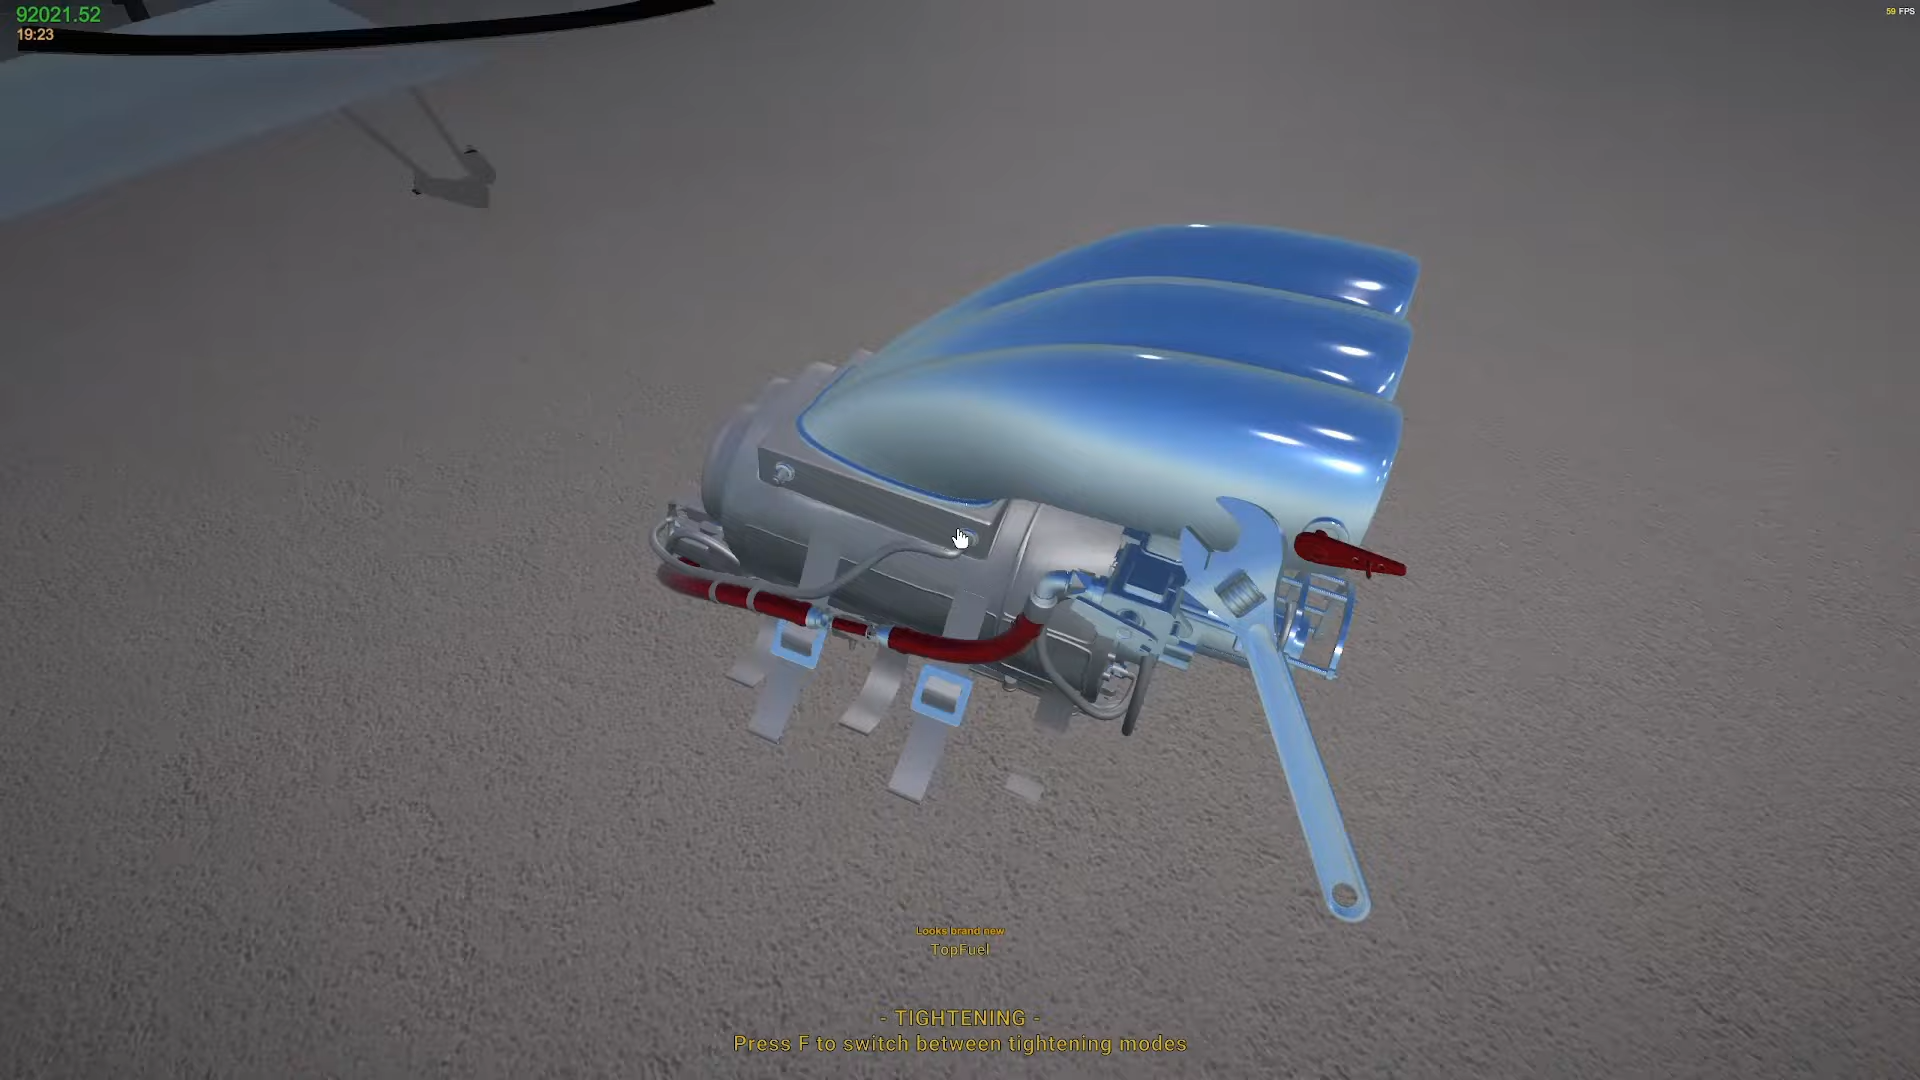 92021.52
59 FPS
19:23
Looks brand new
TopFuel
- TIGHTENING -
Press F to switch between tightening modes